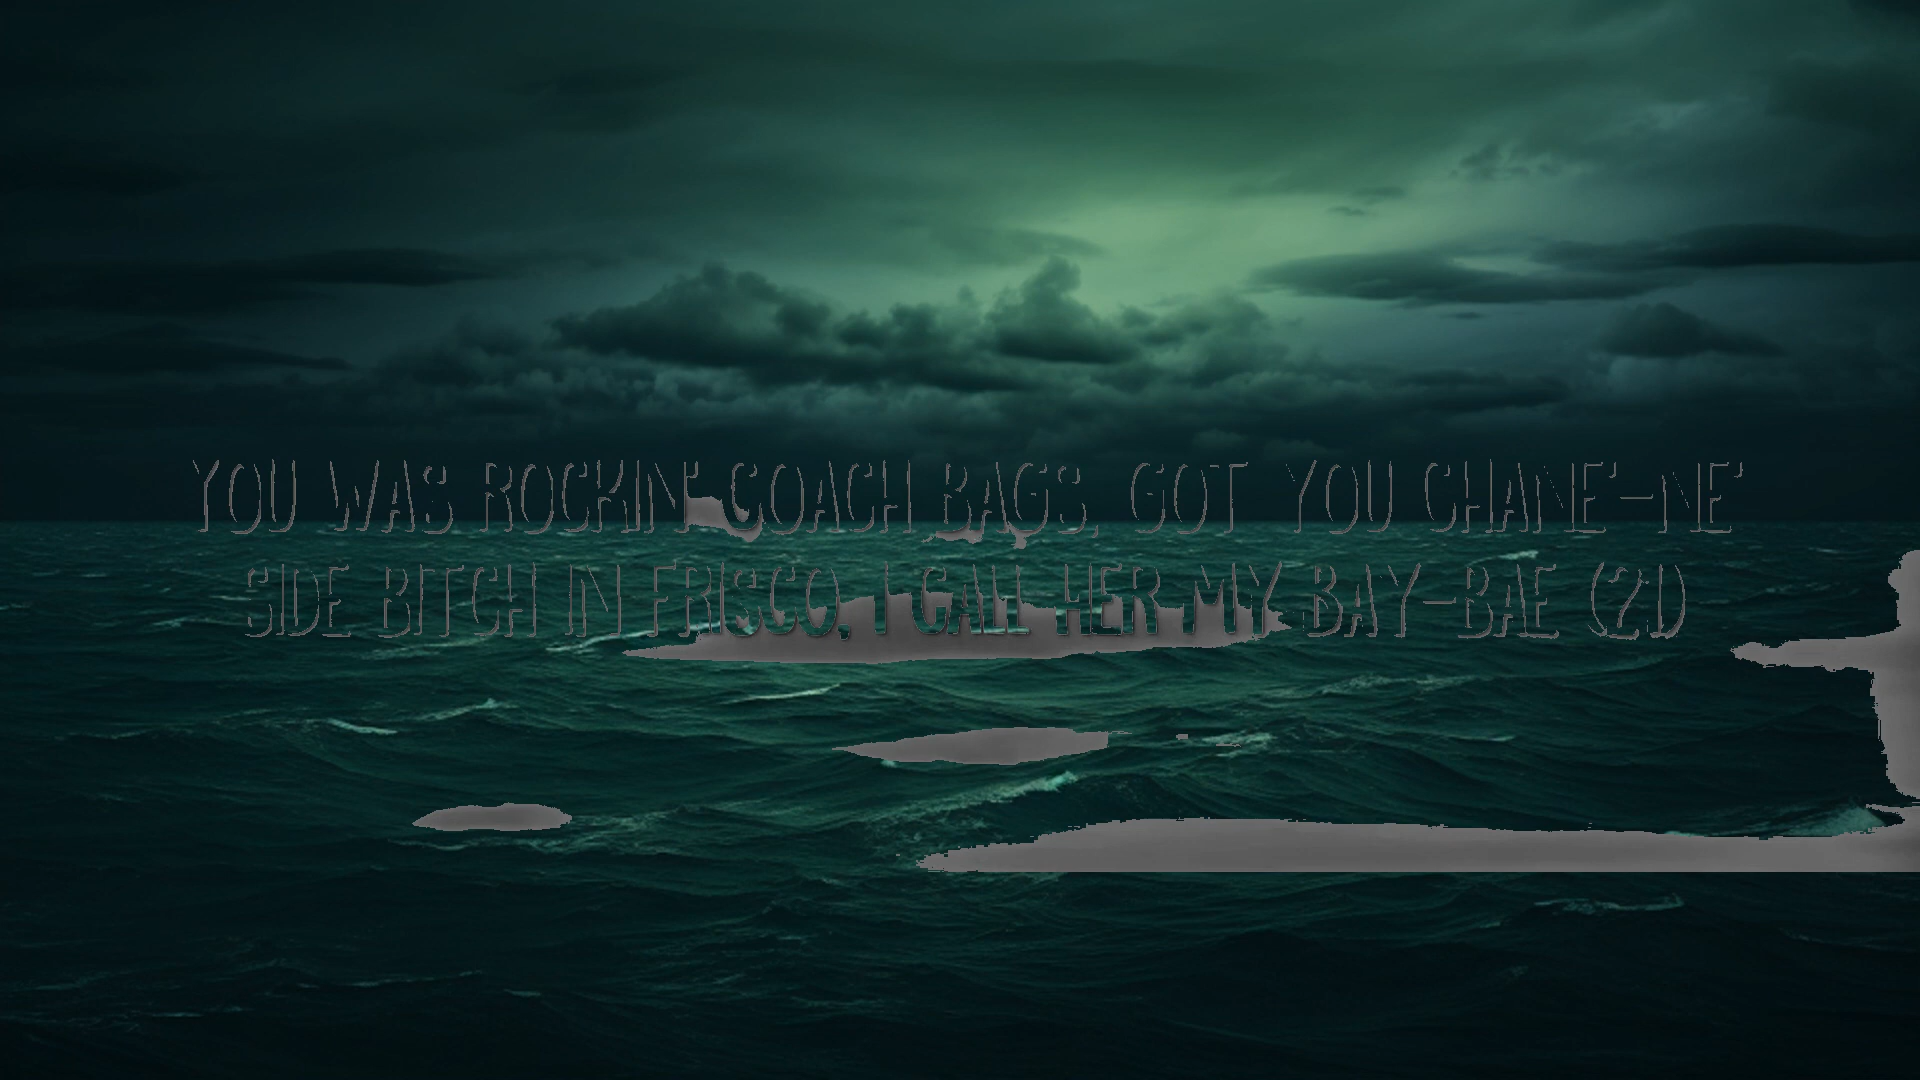 YOU WAS ROCKIN' COACH BAGS, GOT YOU CHANE'-NE'
SIDE BITCH IN FRISCO, I CALL HER MY BAY-BAE (21)